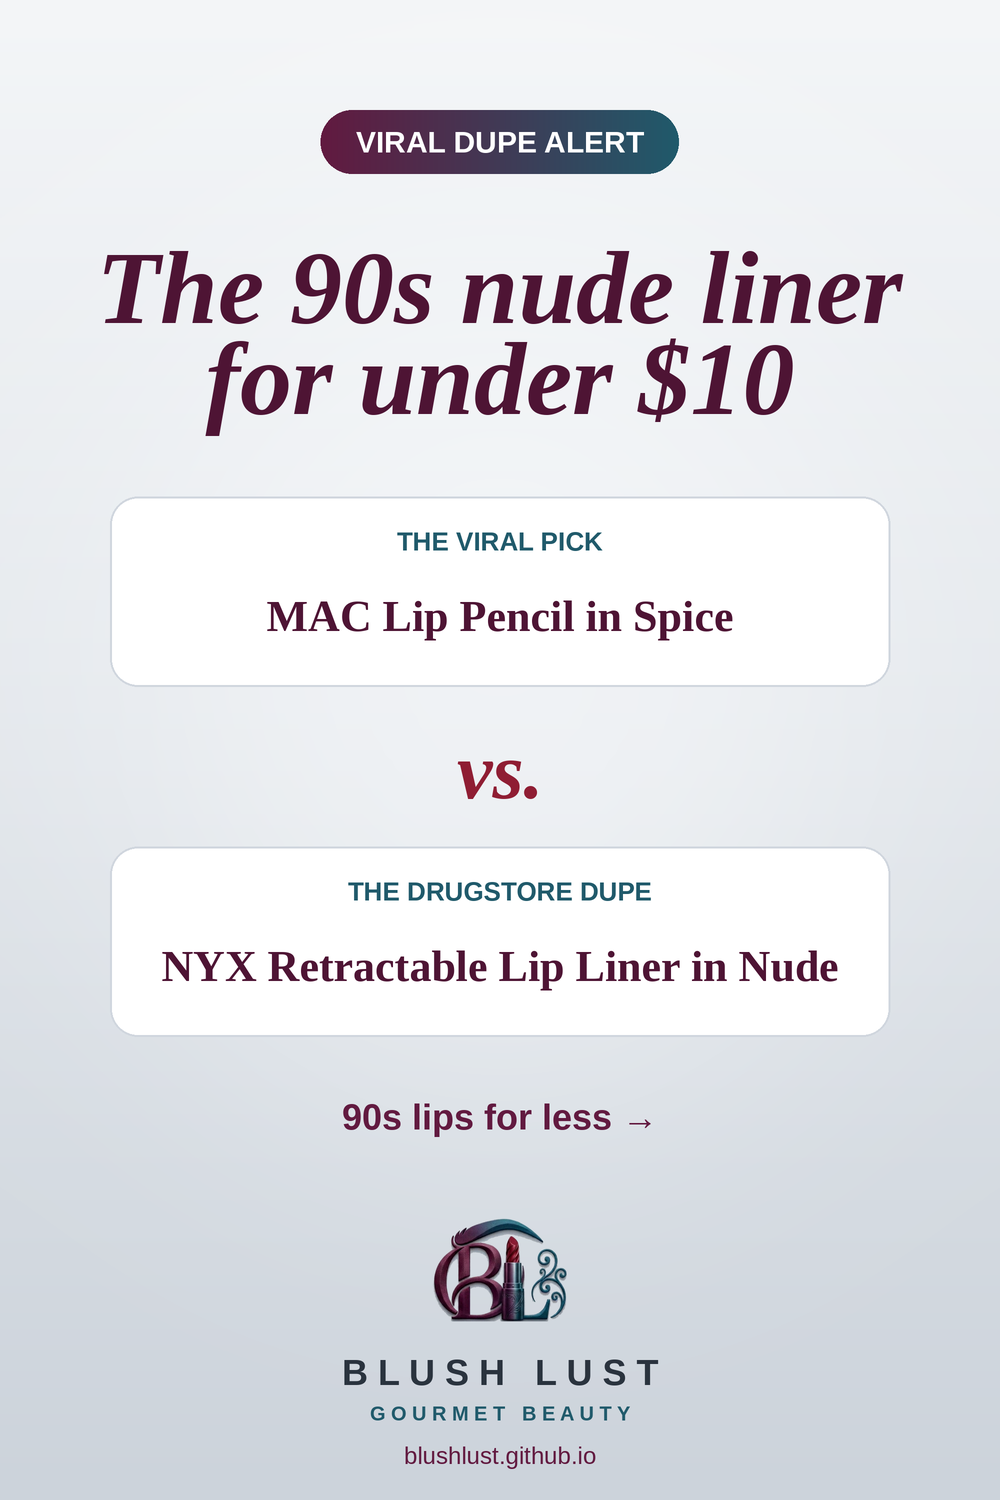 VIRAL DUPE ALERT
The 90s nude liner
for under $10
THE VIRAL PICK
MAC Lip Pencil in Spice
vs.
THE DRUGSTORE DUPE
NYX Retractable Lip Liner in Nude
90s lips for less →
BL
BLUSH LUST
GOURMET BEAUTY
blushlust.github.io